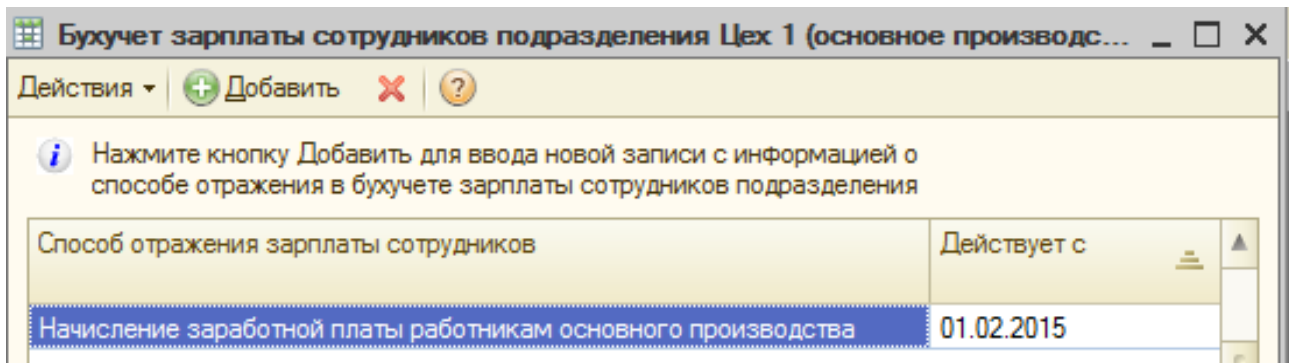 Бухучет зарплаты сотрудников подразделения Цех 1 (основное производс...
Действия Добавить
Нажмите кнопку Добавить для ввода новой записи с информацией о
способе отражения в бухучете зарплаты сотрудников подразделения
Способ отражения зарплаты сотрудников Действует с
Начисление заработной платы работникам основного производства 01.02.2015